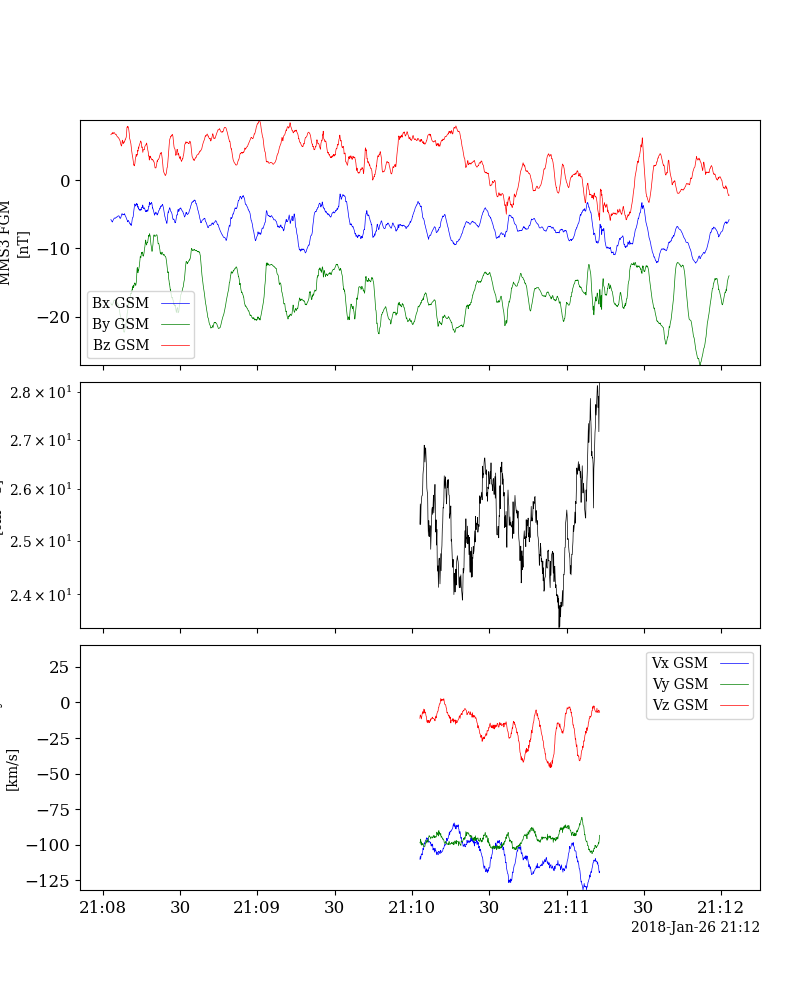 0
−10
−20
MMS3 FGM
[nT]
Bx GSM
By GSM
Bz GSM
2.8 × 10¹
2.7 × 10¹
2.6 × 10¹
2.5 × 10¹
2.4 × 10¹
25
0
−25
−50
−75
−100
−125
[km/s]
Vx GSM
Vy GSM
Vz GSM
21:08 30 21:09 30 21:10 30 21:11 30 21:12
2018-Jan-26 21:12